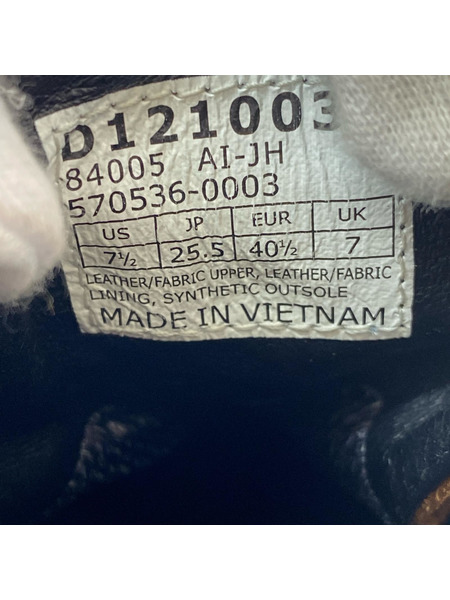 D121003
84005 AI-JH
570536-0003
US JP EUR UK
7½ 25.5 40½ 7
LEATHER/FABRIC UPPER, LEATHER/FABRIC
LINING, SYNTHETIC OUTSOLE
MADE IN VIETNAM